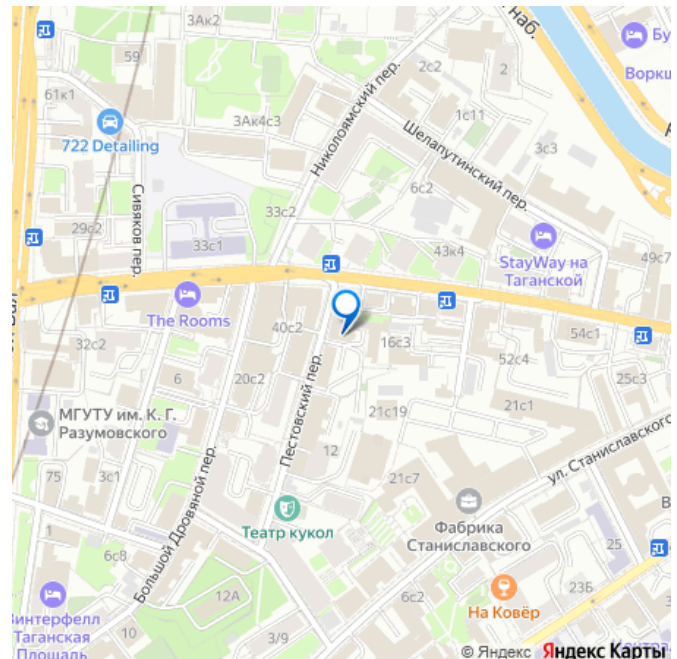 3Ак2
наб.
Бу
Воркш
59
2с2
2
61к1
3Ак4с3
Николоямский пер.
1с11
722 Detailing
Шелапутинский пер.
3с3
Сивяков пер.
6с2
33с2
29с2
33с1
43к4
49с7
StayWay на
Таганской
The Rooms
40с2
16с3
54с1
32с2
52с4
25с3
6
20с2
Пестовский пер.
21с19
21с1
МГУТУ им. К. Г.
Разумовского
ул. Станиславского
12
75
3с1
21с7
Большой Дровяной пер.
Театр кукол
Фабрика
Станиславского
1
25
6с8
23Б
12А
6с2
На Ковёр
Винтерфелл
Таганская
Площадь
10
3/9
© Яндекс Яндекс Карты